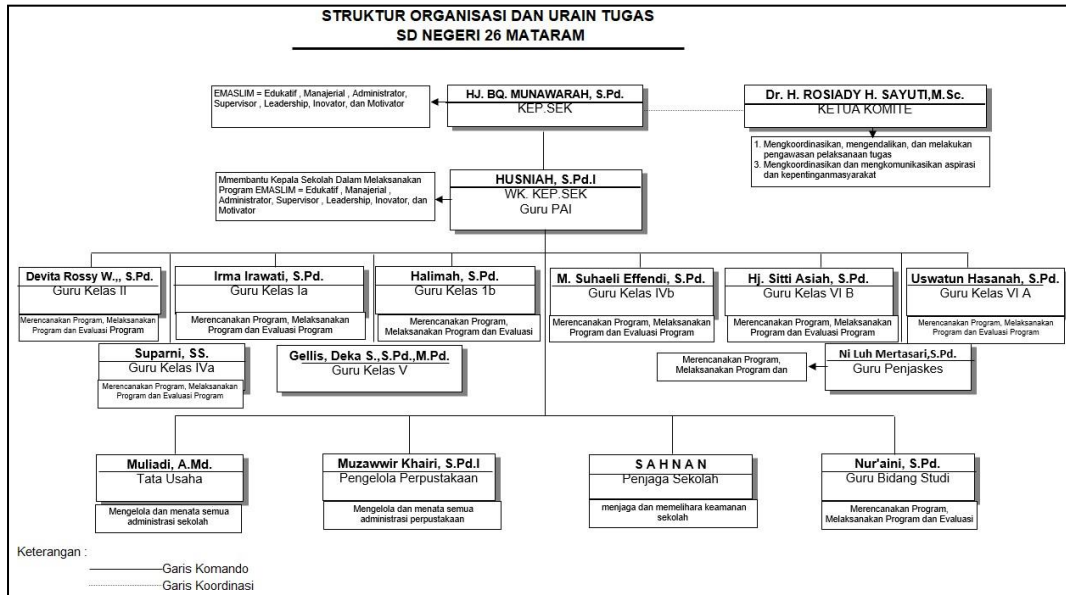 STRUKTUR ORGANISASI DAN URAIN TUGAS
SD NEGERI 26 MATARAM
EMASLIM = Edukatif , Manajerial , Administrator,
Supervisor , Leadership, Inovator, dan Motivator
HJ. BQ. MUNAWARAH, S.Pd.
KEP.SEK
Dr. H. ROSIADY H. SAYUTI,M.Sc.
KETUA KOMITE
1. Mengkoordinasikan, mengendalikan, dan melakukan
pengawasan pelaksanaan tugas
3. Mengkoordinasikan dan mengkomunikasikan aspirasi
dan kepentinganmasyarakat
Mmembantu Kepala Sekolah Dalam Melaksanakan
Program EMASLIM = Edukatif , Manajerial ,
Administrator, Supervisor , Leadership, Inovator, dan
Motivator
HUSNIAH, S.Pd.I
WK. KEP.SEK
Guru PAI
Devita Rossy W.,, S.Pd.
Guru Kelas II
Merencanakan Program, Melaksanakan
Program dan Evaluasi Program
Irma Irawati, S.Pd.
Guru Kelas Ia
Merencanakan Program, Melaksanakan
Program dan Evaluasi Program
Halimah, S.Pd.
Guru Kelas 1b
Merencanakan Program,
Melaksanakan Program dan Evaluasi
M. Suhaeli Effendi, S.Pd.
Guru Kelas IVb
Merencanakan Program, Melaksanakan
Program dan Evaluasi Program
Hj. Sitti Asiah, S.Pd.
Guru Kelas VI B
Merencanakan Program, Melaksanakan
Program dan Evaluasi Program
Uswatun Hasanah, S.Pd.
Guru Kelas VI A
Merencanakan Program, Melaksanakan
Program dan Evaluasi Program
Suparni, SS.
Guru Kelas IVa
Merencanakan Program, Melaksanakan
Program dan Evaluasi Program
Gellis, Deka S.,S.Pd.,M.Pd.
Guru Kelas V
Merencanakan Program,
Melaksanakan Program dan
Ni Luh Mertasari,S.Pd.
Guru Penjaskes
Muliadi, A.Md.
Tata Usaha
Mengelola dan menata semua
administrasi sekolah
Muzawwir Khairi, S.Pd.I
Pengelola Perpustakaan
Mengelola dan menata semua
administrasi perpustakaan
S A H N A N
Penjaga Sekolah
menjaga dan memelihara keamanan
sekolah
Nur'aini, S.Pd.
Guru Bidang Studi
Merencanakan Program,
Melaksanakan Program dan Evaluasi
Keterangan :
Garis Komando
Garis Koordinasi